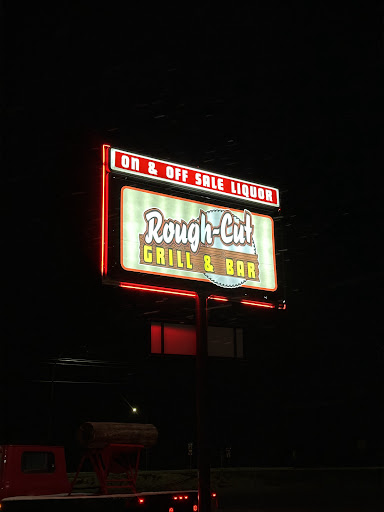 ON & OFF SALE LIQUOR
Rough-Cut
GRILL & BAR